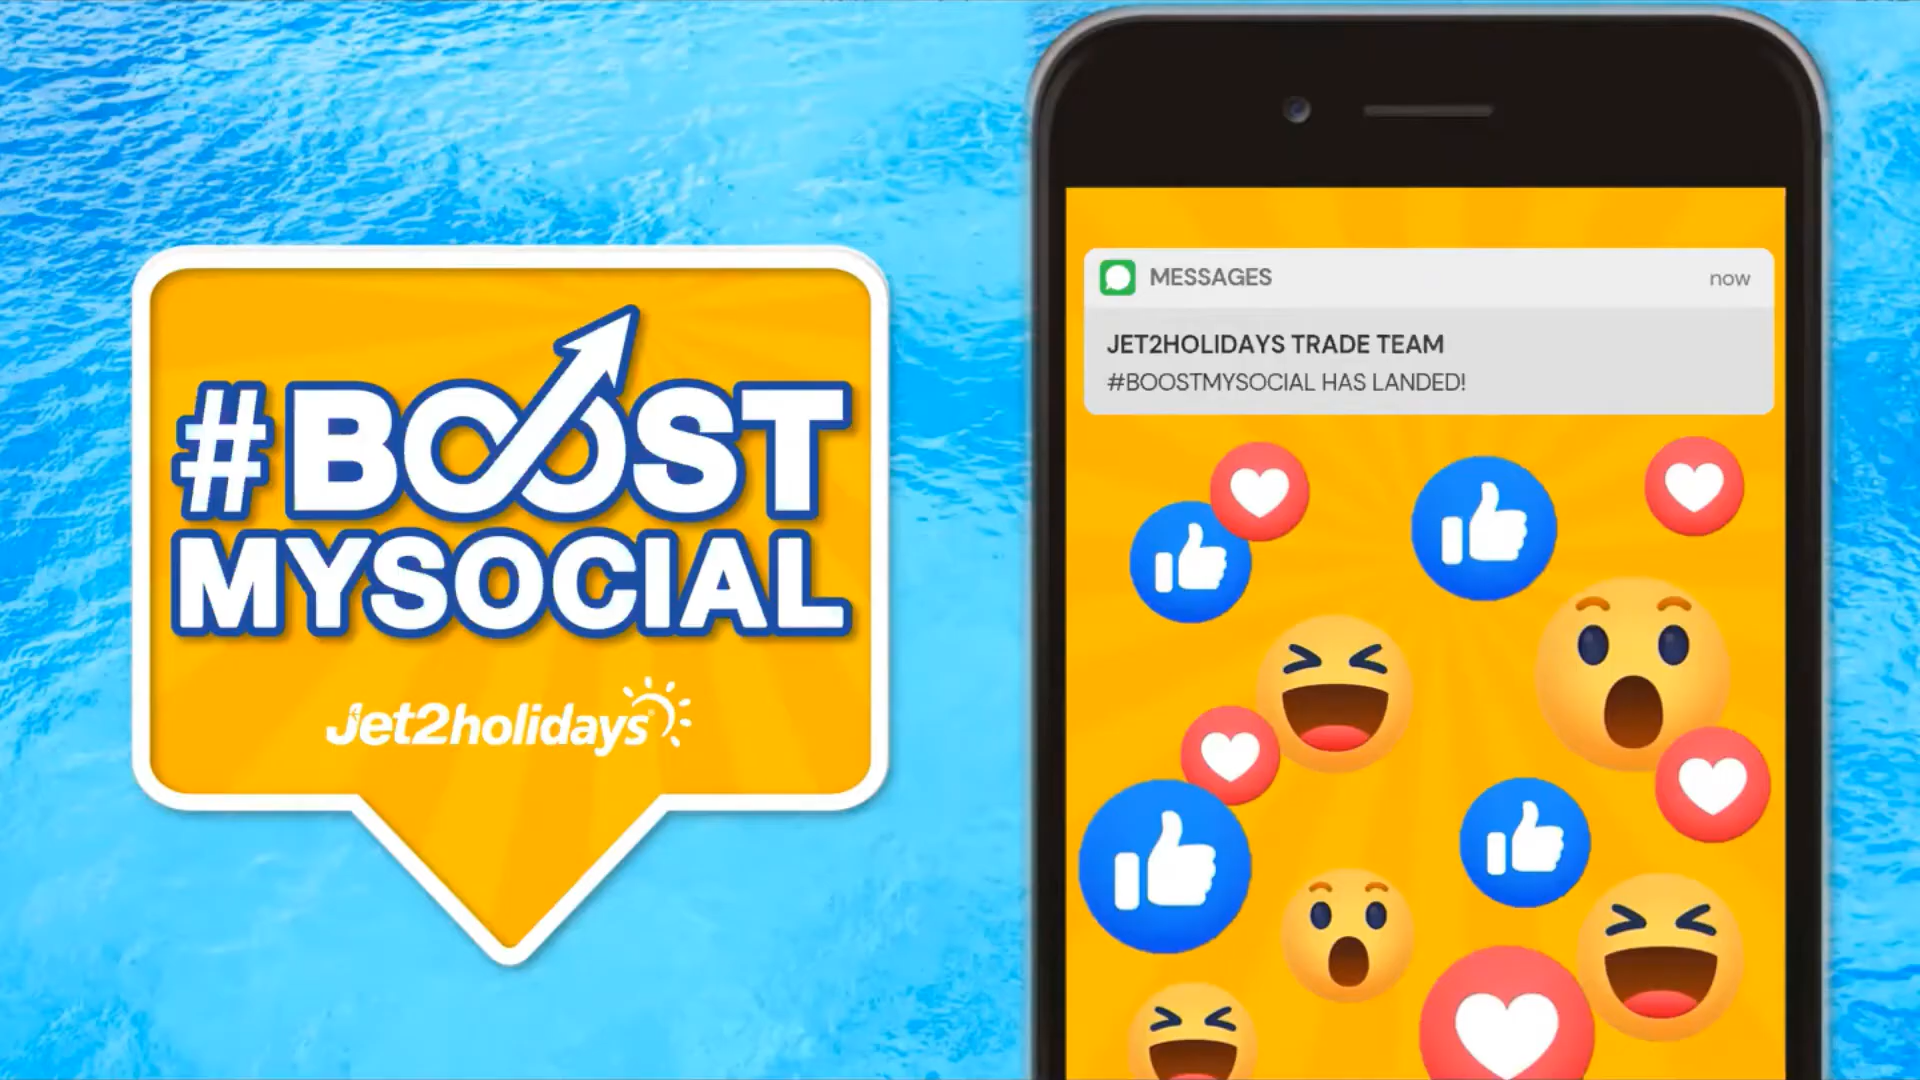 #BOOST
MYSOCIAL
Jet2holidays
MESSAGES
now
JET2HOLIDAYS TRADE TEAM
#BOOSTMYSOCIAL HAS LANDED!